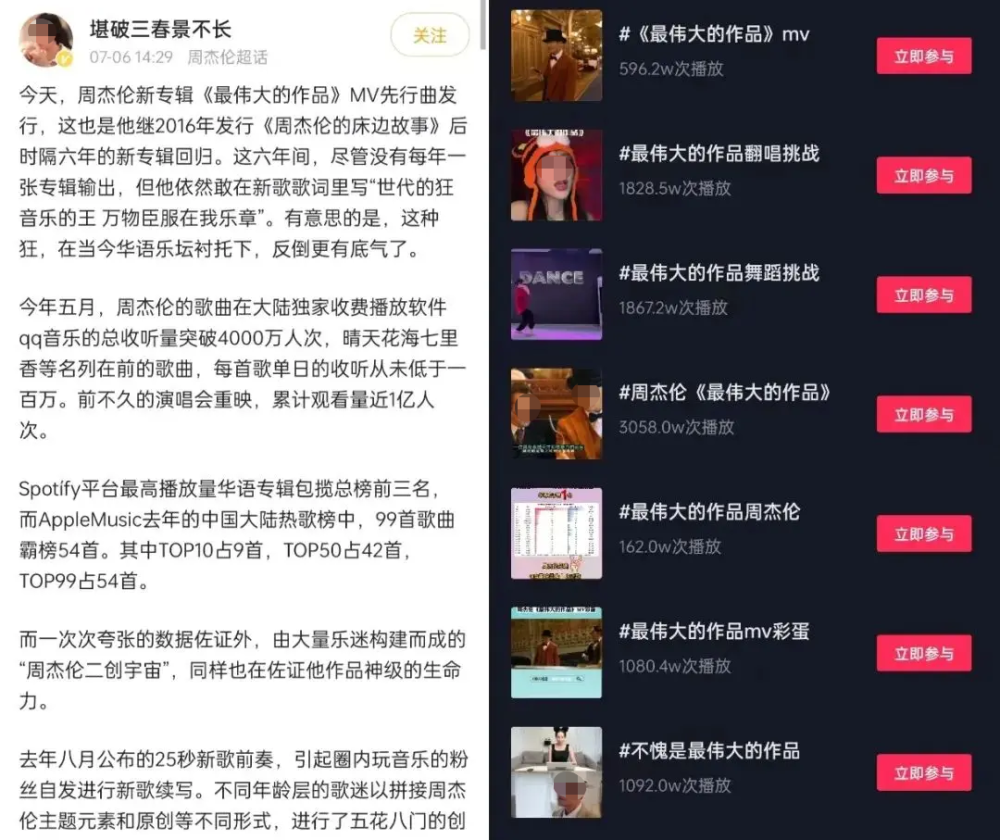 堪破三春景不长
关注
07-06 14:29 周杰伦超话
今天，周杰伦新专辑《最伟大的作品》MV先行曲发
行，这也是他继2016年发行《周杰伦的床边故事》后
时隔六年的新专辑回归。这六年间，尽管没有每年一
张专辑输出，但他依然敢在新歌歌词里写“世代的狂
音乐的王 万物臣服在我乐章”。有意思的是，这种
狂，在当今华语乐坛衬托下，反倒更有底气了。
今年五月，周杰伦的歌曲在大陆独家收费播放软件
qq音乐的总收听量突破4000万人次，晴天花海七里
香等名列在前的歌曲，每首歌单日的收听从未低于一
百万。前不久的演唱会重映，累计观看量近1亿人
次。
Spotify平台最高播放量华语专辑包揽总榜前三名，
而AppleMusic去年的中国大陆热歌榜中，99首歌曲
霸榜54首。其中TOP10占9首，TOP50占42首，
TOP99占54首。
而一次次夸张的数据佐证外，由大量乐迷构建而成的
“周杰伦二创宇宙”，同样也在佐证他作品神级的生命
力。
去年八月公布的25秒新歌前奏，引起圈内玩音乐的粉
丝自发进行新歌续写。不同年龄层的歌迷以拼接周杰
伦主题元素和原创等不同形式，进行了五花八门的创
#《最伟大的作品》mv
596.2w次播放
立即参与
#最伟大的作品翻唱挑战
1828.5w次播放
立即参与
DANCE
#最伟大的作品舞蹈挑战
1867.2w次播放
立即参与
#周杰伦《最伟大的作品》
3058.0w次播放
立即参与
#最伟大的作品周杰伦
162.0w次播放
立即参与
#最伟大的作品mv彩蛋
1080.4w次播放
立即参与
#不愧是最伟大的作品
1092.0w次播放
立即参与